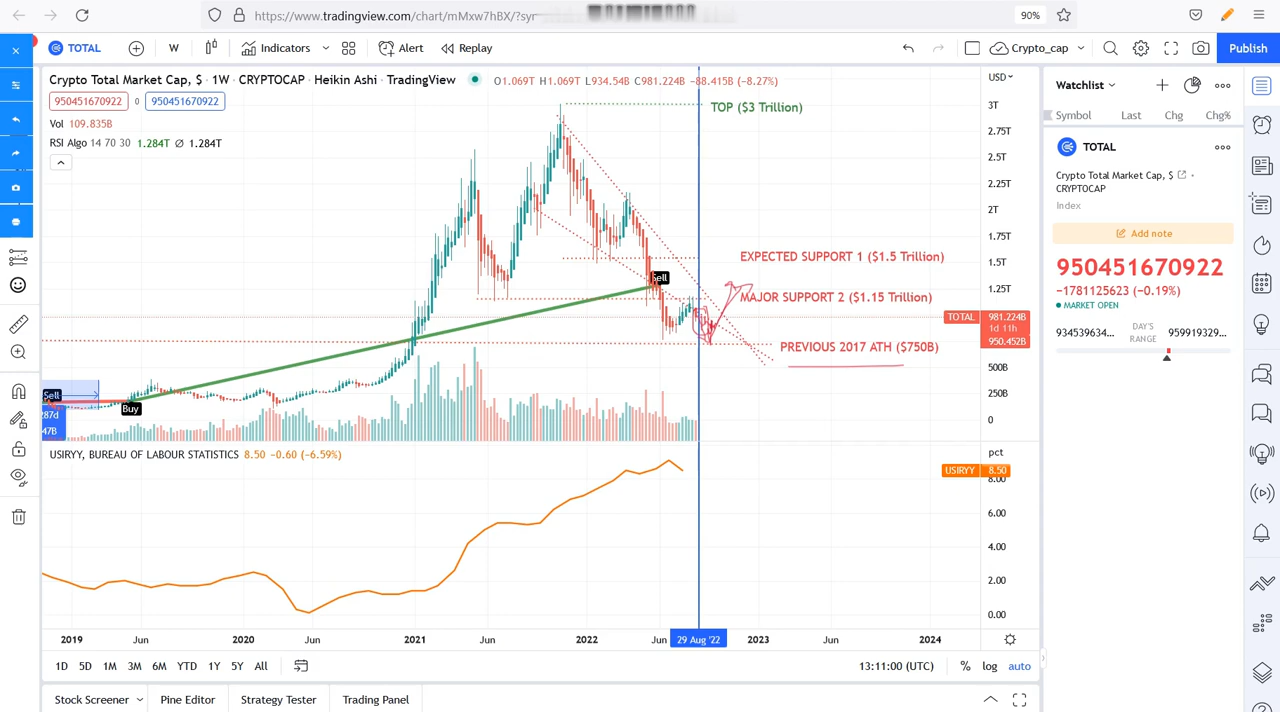 https://www.tradingview.com/chart/mMxw7hBX/?syr
90%
TOTAL
W
Indicators
Alert
Replay
Crypto_cap
Publish
Crypto Total Market Cap, $ · 1W · CRYPTOCAP · Heikin Ashi · TradingView
O1.069T H1.069T L934.54B C981.224B −88.415B (−8.27%)
950451670922 0 950451670922
Vol 109.835B
RSI Algo 14 70 30 1.284T Ø 1.284T
USD
3T
2.75T
2.5T
2.25T
2T
1.75T
1.5T
1.25T
TOTAL 981.224B
1d 11h
950.452B
500B
250B
0
TOP ($3 Trillion)
EXPECTED SUPPORT 1 ($1.5 Trillion)
Sell
MAJOR SUPPORT 2 ($1.15 Trillion)
PREVIOUS 2017 ATH ($750B)
Sell
Buy
287d
47B
USIRYY, BUREAU OF LABOUR STATISTICS 8.50 −0.60 (−6.59%)
pct
USIRYY 8.50
8.00
6.00
4.00
2.00
0.00
2019 Jun 2020 Jun 2021 Jun 2022 Jun 29 Aug '22 2023 Jun 2024
1D 5D 1M 3M 6M YTD 1Y 5Y All
13:11:00 (UTC) % log auto
Stock Screener Pine Editor Strategy Tester Trading Panel
Watchlist
Symbol Last Chg Chg%
TOTAL
Crypto Total Market Cap, $ ·
CRYPTOCAP
Index
Add note
950451670922
−1781125623 (−0.19%)
MARKET OPEN
934539634... DAY'S RANGE 959919329...